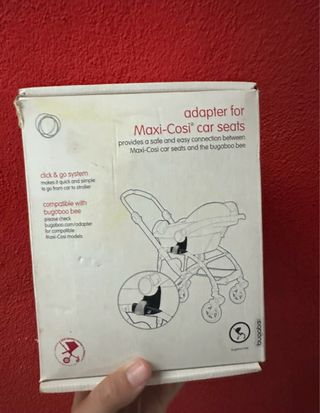 adapter for
Maxi-Cosi® car seats
provides a safe and easy connection between
Maxi-Cosi car seats and the bugaboo bee
click & go system
makes it quick and simple
to go from car to stroller
compatible with
bugaboo bee
please check
bugaboo.com/adapter
for compatible
Maxi-Cosi models
bugaboo